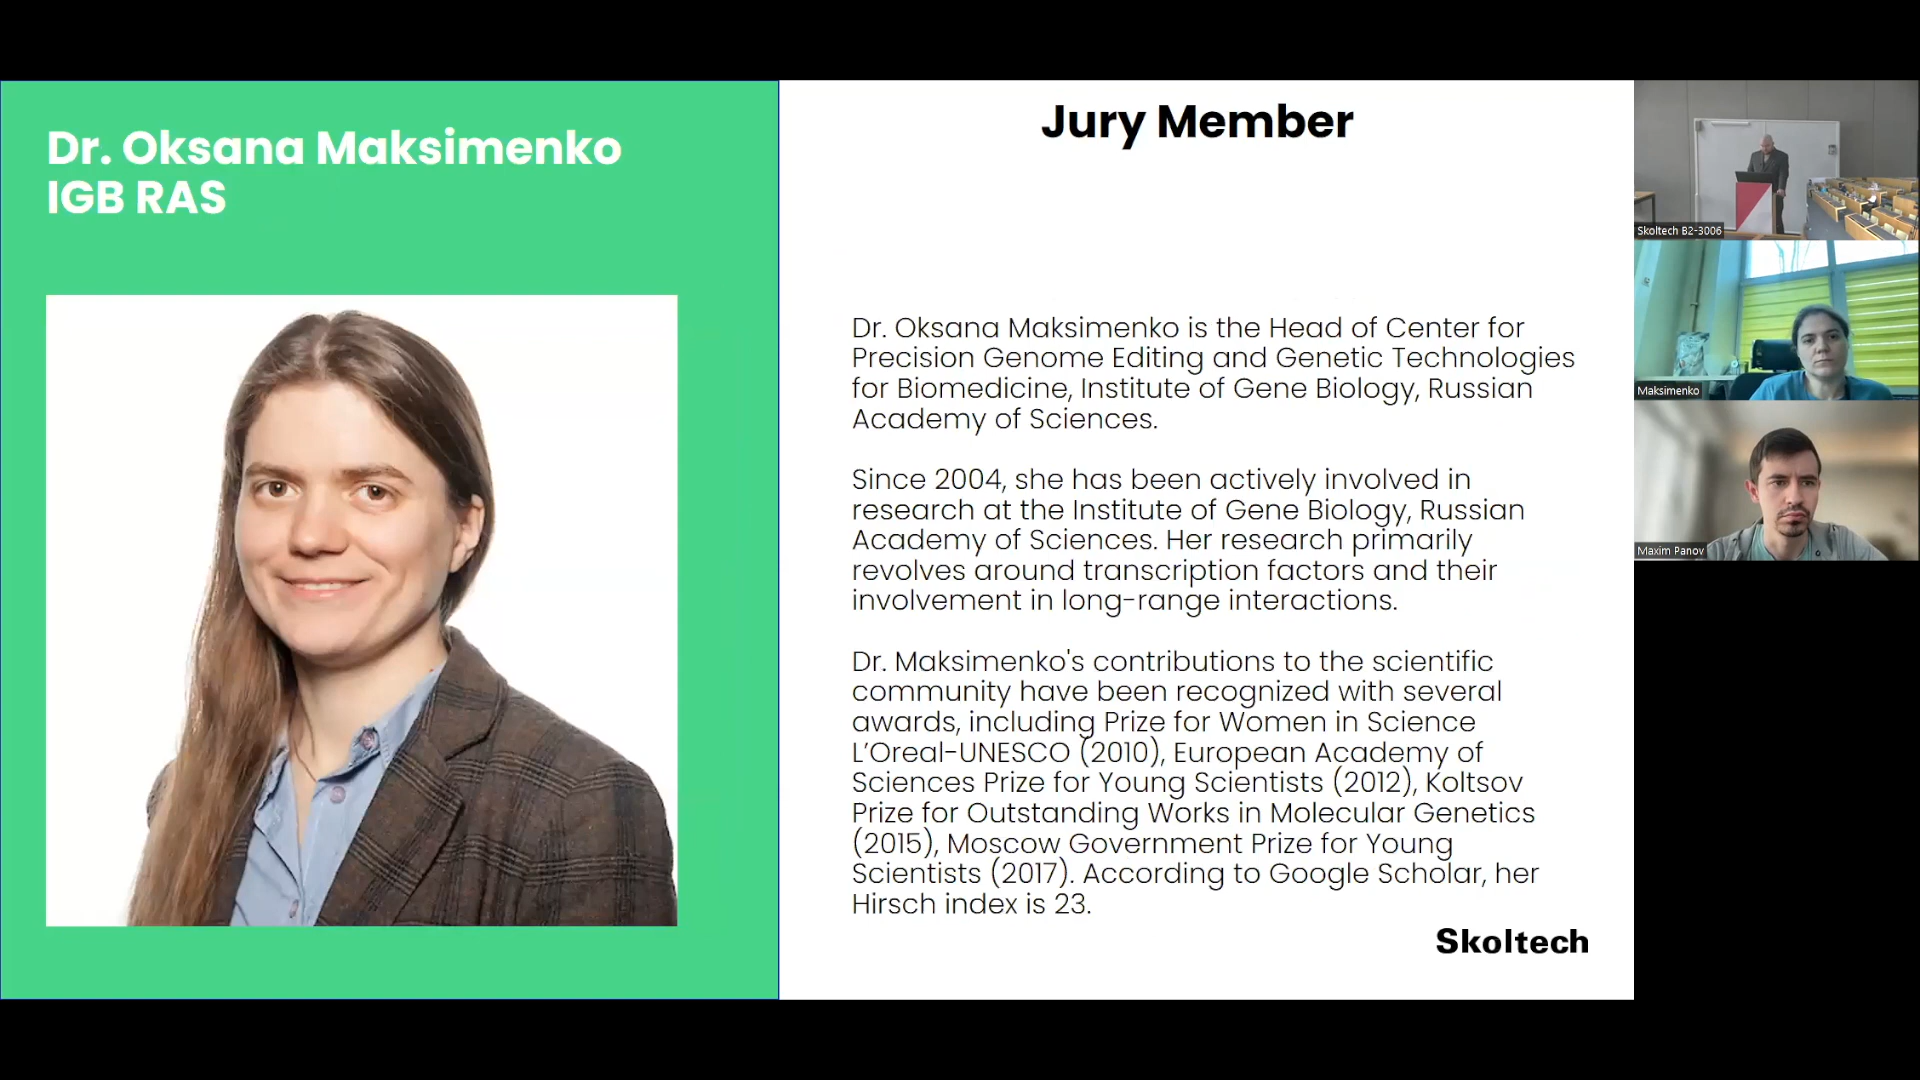 Dr. Oksana Maksimenko
IGB RAS
Jury Member
Dr. Oksana Maksimenko is the Head of Center for
Precision Genome Editing and Genetic Technologies
for Biomedicine, Institute of Gene Biology, Russian
Academy of Sciences.
Since 2004, she has been actively involved in
research at the Institute of Gene Biology, Russian
Academy of Sciences. Her research primarily
revolves around transcription factors and their
involvement in long-range interactions.
Dr. Maksimenko's contributions to the scientific
community have been recognized with several
awards, including Prize for Women in Science
L’Oreal-UNESCO (2010), European Academy of
Sciences Prize for Young Scientists (2012), Koltsov
Prize for Outstanding Works in Molecular Genetics
(2015), Moscow Government Prize for Young
Scientists (2017). According to Google Scholar, her
Hirsch index is 23.
Skoltech
Skoltech B2-3006
Maksimenko
Maxim Panov